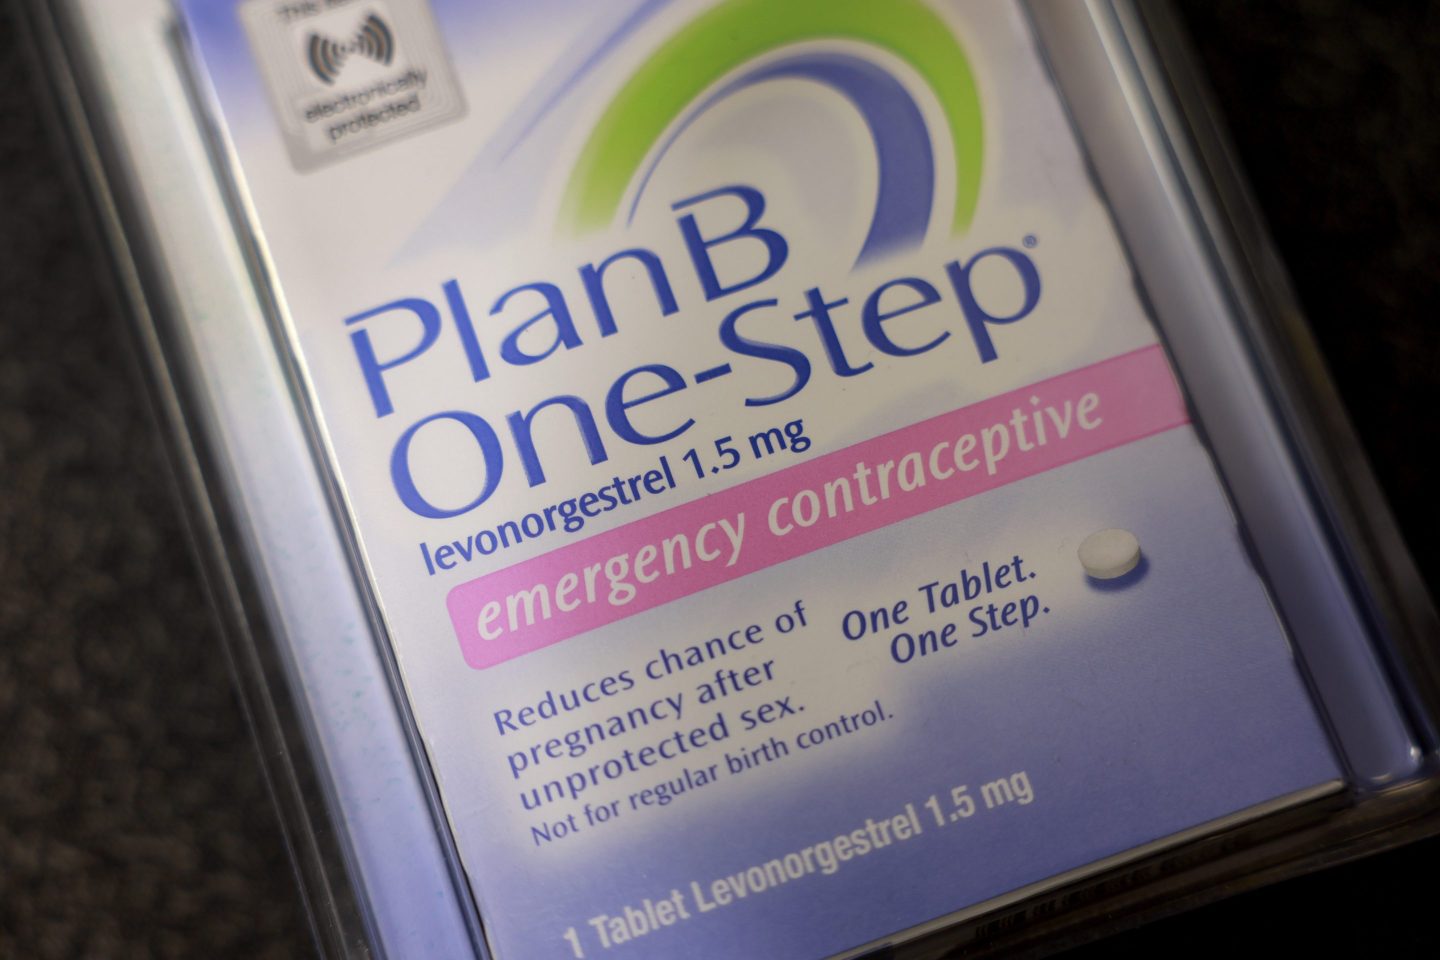 electronically
protected
Plan B
One-Step®
levonorgestrel 1.5 mg
emergency contraceptive
Reduces chance of
pregnancy after
unprotected sex.
Not for regular birth control.
One Tablet.
One Step.
1 Tablet Levonorgestrel 1.5 mg